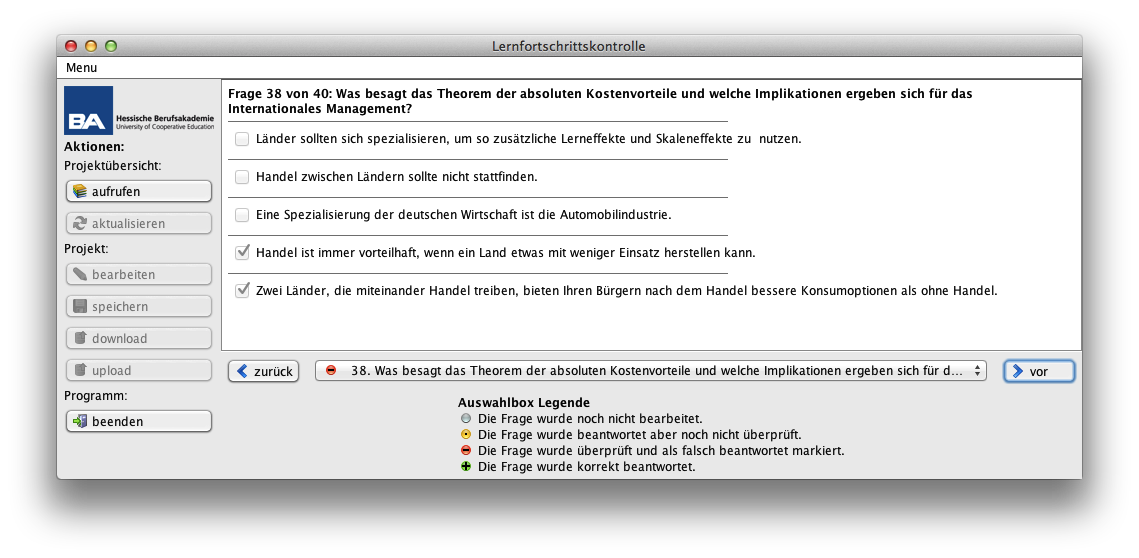 Lernfortschrittskontrolle
Menu
BA Hessische Berufsakademie
University of Cooperative Education
Aktionen:
Projektübersicht:
aufrufen
aktualisieren
Projekt:
bearbeiten
speichern
download
upload
Programm:
beenden
Frage 38 von 40: Was besagt das Theorem der absoluten Kostenvorteile und welche Implikationen ergeben sich für das
Internationales Management?
Länder sollten sich spezialisieren, um so zusätzliche Lerneffekte und Skaleneffekte zu  nutzen.
Handel zwischen Ländern sollte nicht stattfinden.
Eine Spezialisierung der deutschen Wirtschaft ist die Automobilindustrie.
Handel ist immer vorteilhaft, wenn ein Land etwas mit weniger Einsatz herstellen kann.
Zwei Länder, die miteinander Handel treiben, bieten Ihren Bürgern nach dem Handel bessere Konsumoptionen als ohne Handel.
zurück
38. Was besagt das Theorem der absoluten Kostenvorteile und welche Implikationen ergeben sich für d...
vor
Auswahlbox Legende
Die Frage wurde noch nicht bearbeitet.
Die Frage wurde beantwortet aber noch nicht überprüft.
Die Frage wurde überprüft und als falsch beantwortet markiert.
Die Frage wurde korrekt beantwortet.